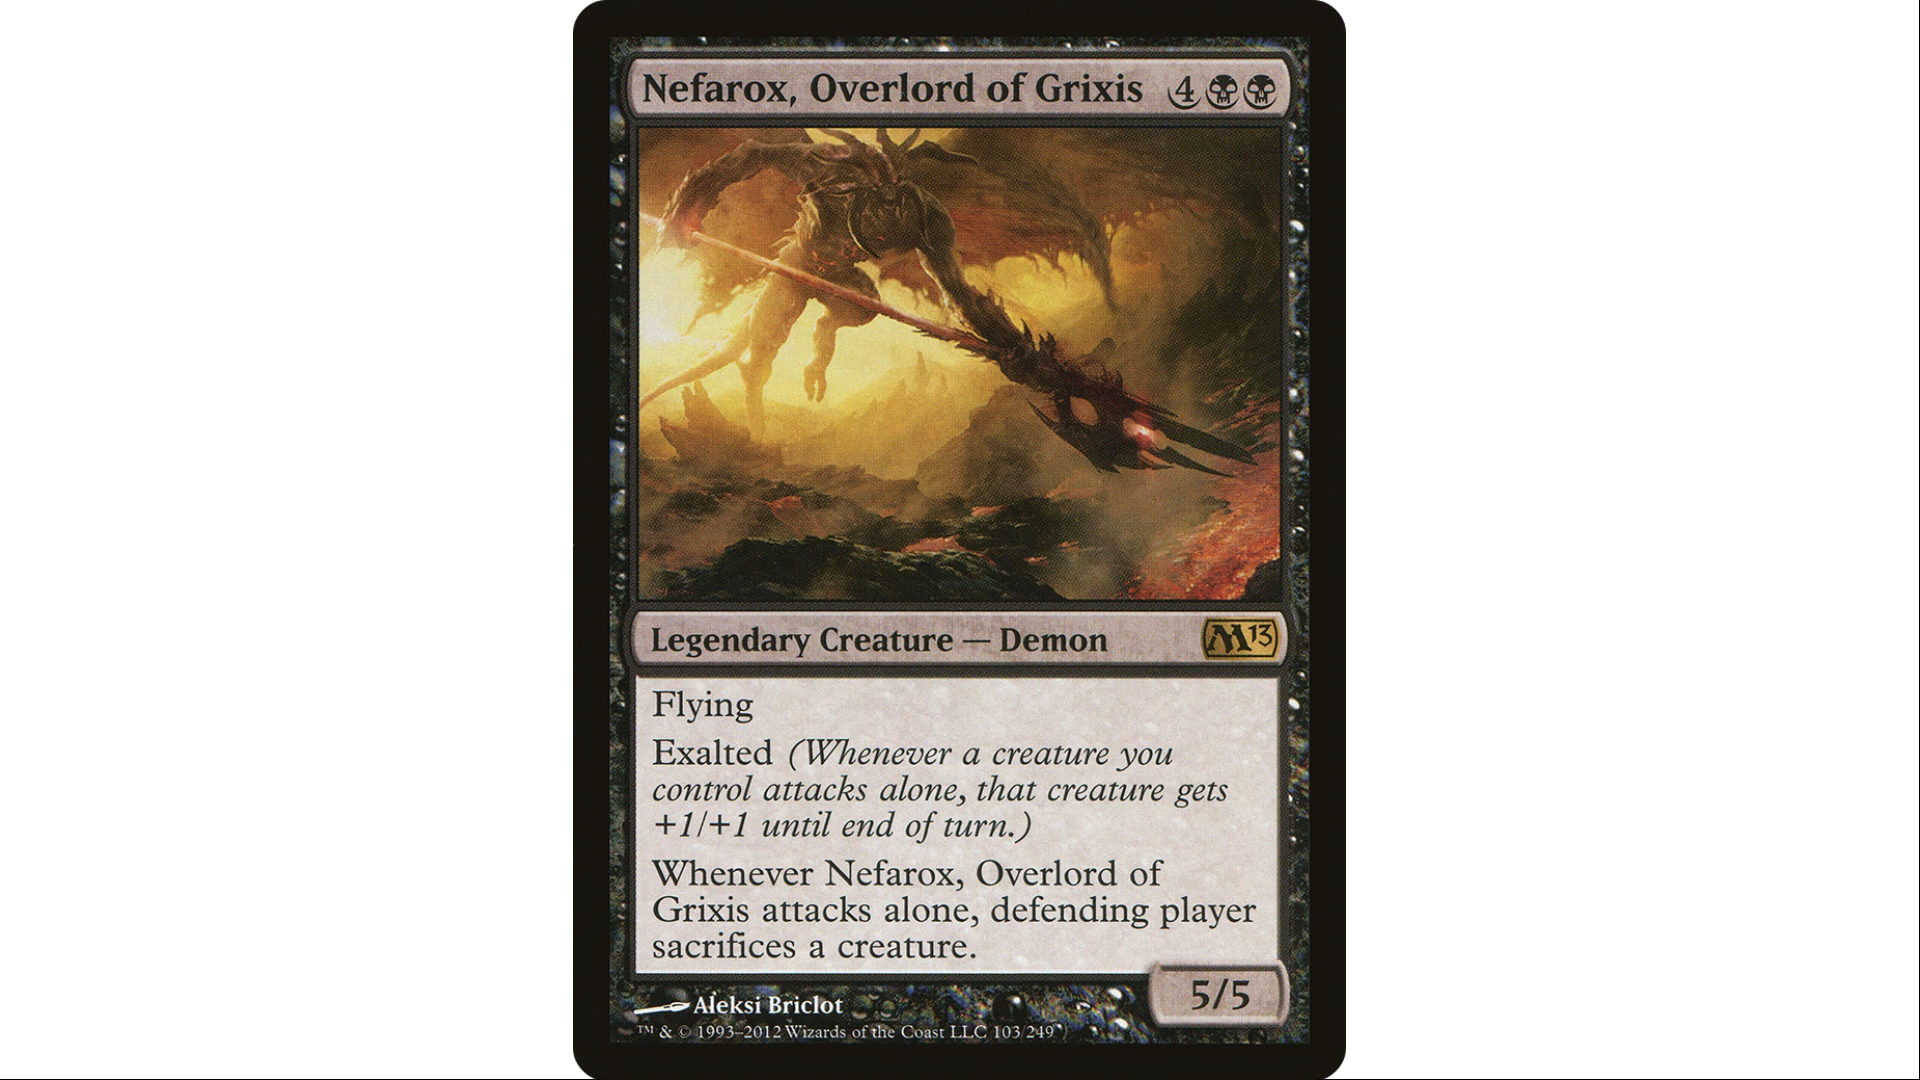 Nefarox, Overlord of Grixis 4
Legendary Creature — Demon M13
Flying
Exalted (Whenever a creature you
control attacks alone, that creature gets
+1/+1 until end of turn.)
Whenever Nefarox, Overlord of
Grixis attacks alone, defending player
sacrifices a creature.
5/5
Aleksi Briclot
™ & © 1993–2012 Wizards of the Coast LLC 103/249